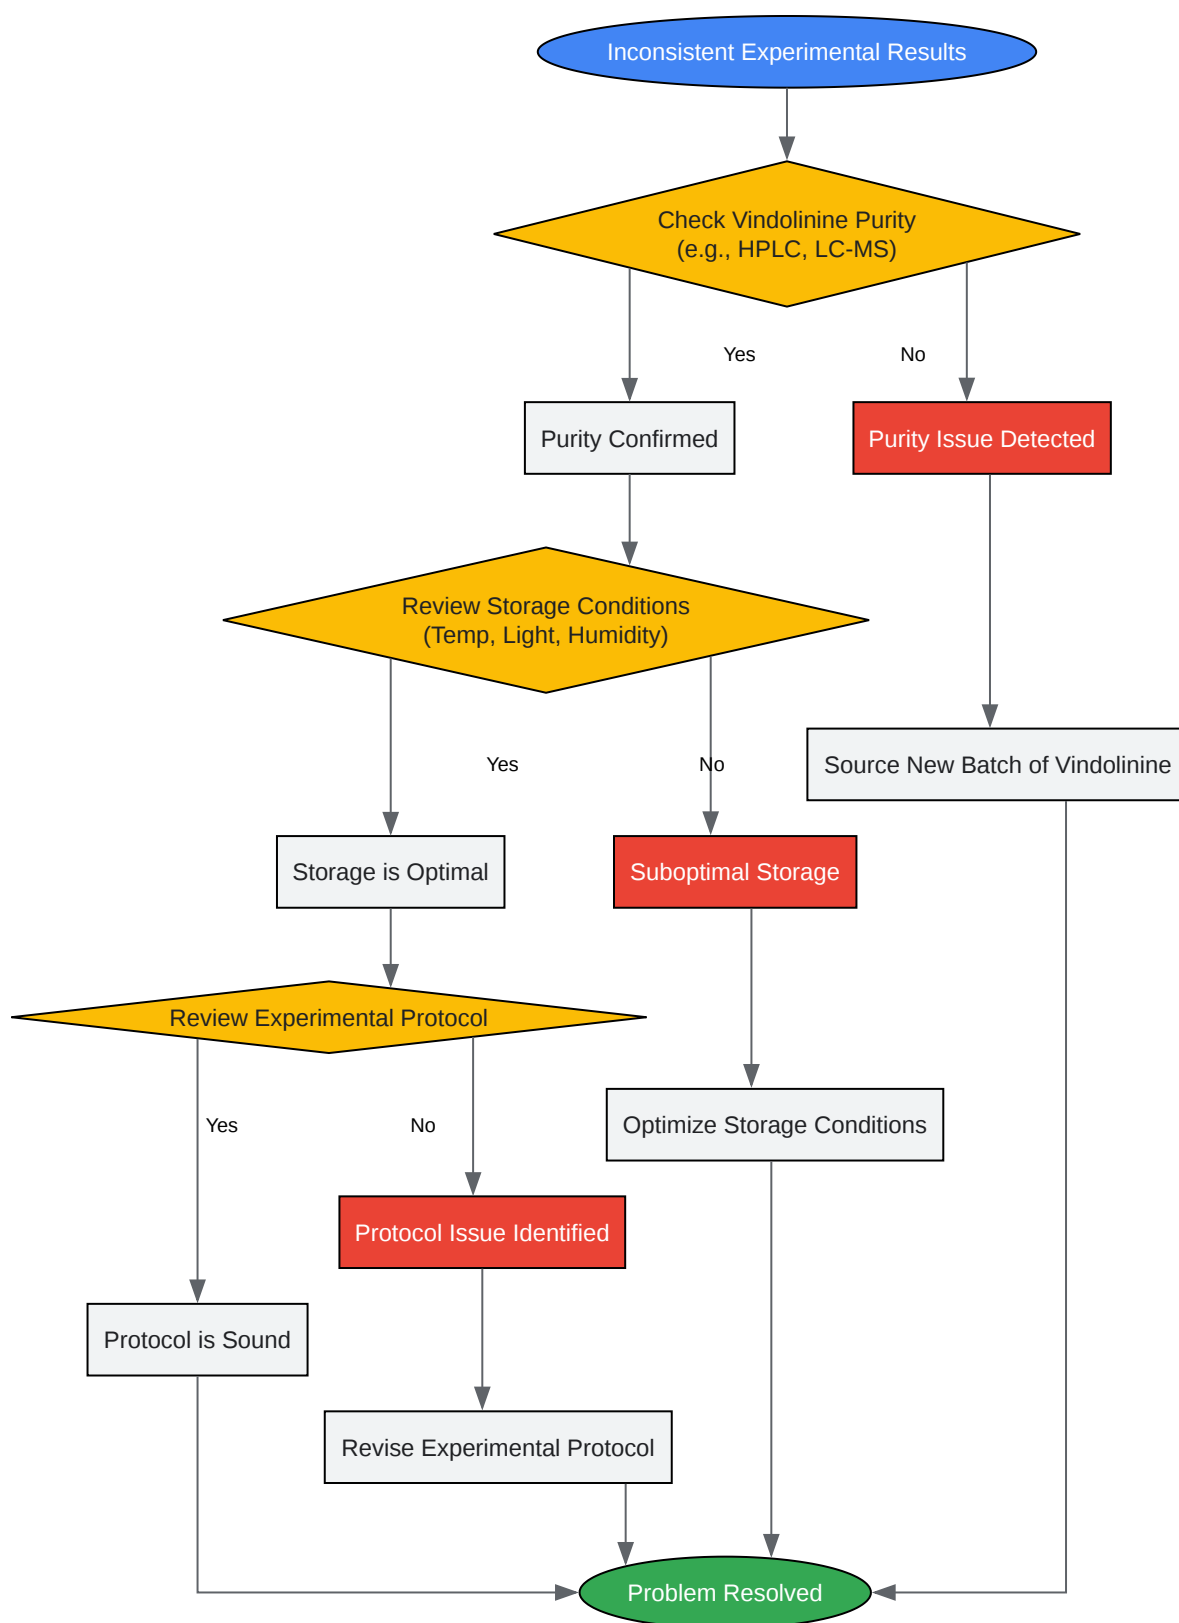 Inconsistent Experimental Results
Check Vindolinine Purity
(e.g., HPLC, LC-MS)
Yes
No
Purity Confirmed
Purity Issue Detected
Review Storage Conditions
(Temp, Light, Humidity)
Yes
No
Source New Batch of Vindolinine
Storage is Optimal
Suboptimal Storage
Review Experimental Protocol
Yes
No
Optimize Storage Conditions
Protocol Issue Identified
Protocol is Sound
Revise Experimental Protocol
Problem Resolved